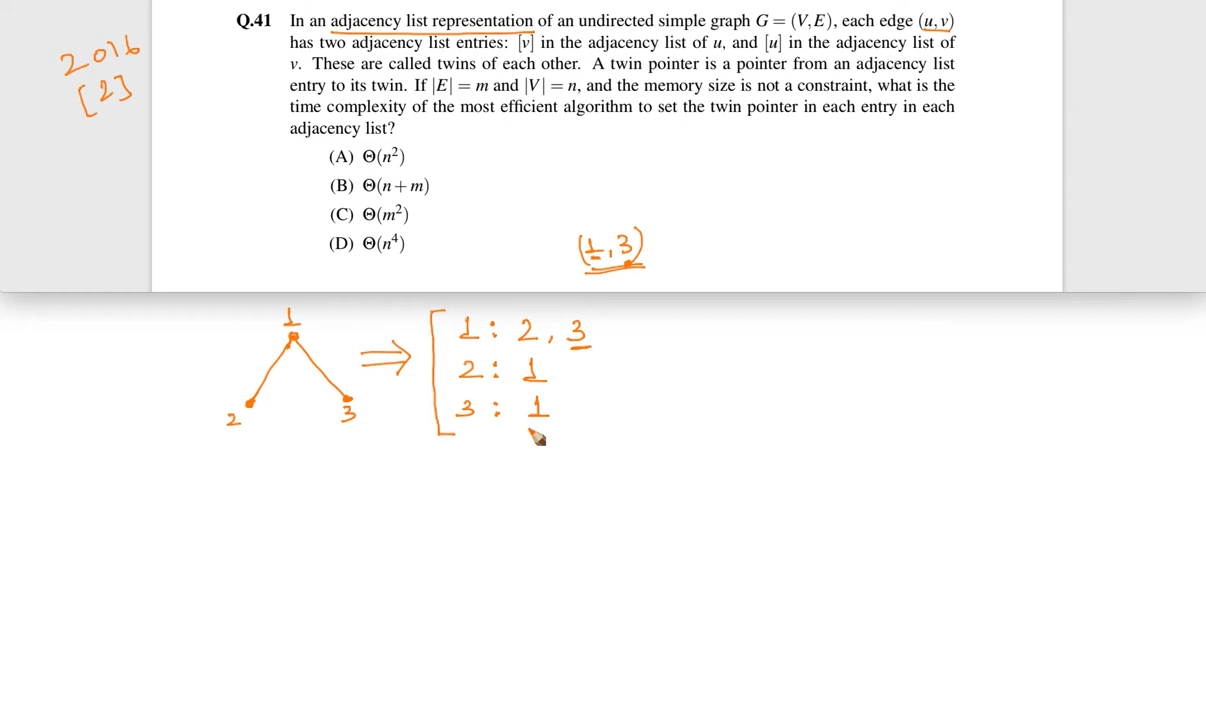 2016
[2]
Q.41 In an adjacency list representation of an undirected simple graph G = (V,E), each edge (u,v)
has two adjacency list entries: [v] in the adjacency list of u, and [u] in the adjacency list of
v. These are called twins of each other. A twin pointer is a pointer from an adjacency list
entry to its twin. If |E| = m and |V| = n, and the memory size is not a constraint, what is the
time complexity of the most efficient algorithm to set the twin pointer in each entry in each
adjacency list?
(A) Θ(n²)
(B) Θ(n+m)
(C) Θ(m²)
(D) Θ(n⁴)
(1,3)
1
2
3
⇒
1 : 2, 3
2 : 1
3 : 1